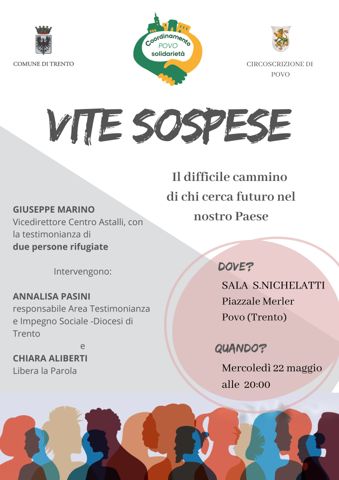 COMUNE DI TRENTO
Coordinamento
POVO
solidarietà
CIRCOSCRIZIONE DI
POVO
VITE SOSPESE
Il difficile cammino
di chi cerca futuro nel
nostro Paese
GIUSEPPE MARINO
Vicedirettore Centro Astalli, con
la testimonianza di
due persone rifugiate
Intervengono:
ANNALISA PASINI
responsabile Area Testimonianza
e Impegno Sociale -Diocesi di
Trento
e
CHIARA ALIBERTI
Libera la Parola
DOVE?
SALA S.NICHELATTI
Piazzale Merler
Povo (Trento)
QUANDO?
Mercoledì 22 maggio
alle 20:00